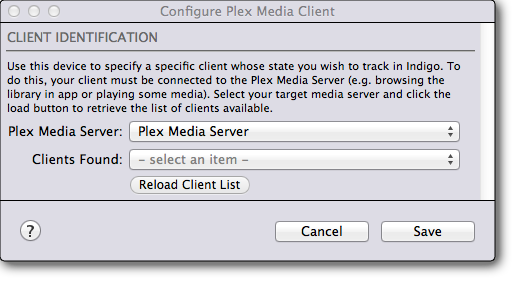 Configure Plex Media Client
CLIENT IDENTIFICATION
Use this device to specify a specific client whose state you wish to track in Indigo. To
do this, your client must be connected to the Plex Media Server (e.g. browsing the
library in app or playing some media). Select your target media server and click the
load button to retrieve the list of clients available.
Plex Media Server: Plex Media Server
Clients Found: – select an item –
Reload Client List
? Cancel Save